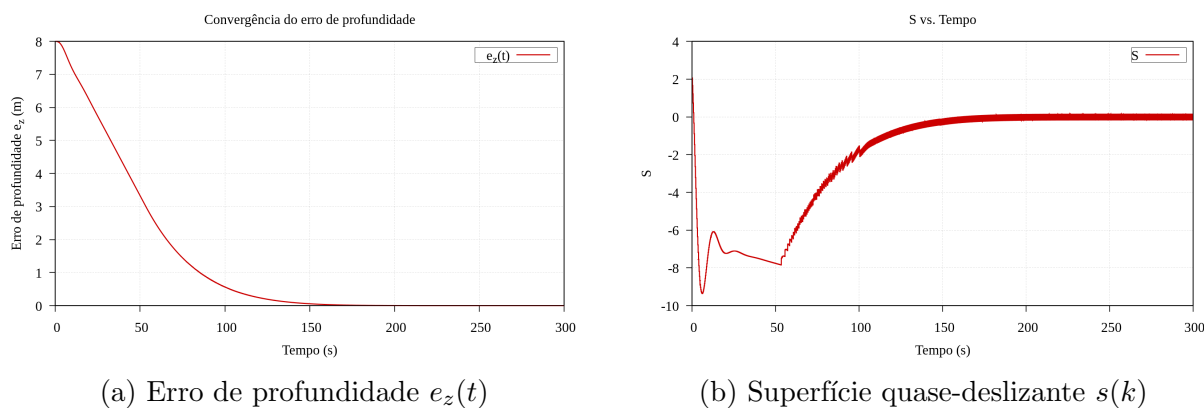 Convergência do erro de profundidade
e_z(t)
Erro de profundidade e_z (m)
8
7
6
5
4
3
2
1
0
0 50 100 150 200 250 300
Tempo (s)
(a) Erro de profundidade e_z(t)
S vs. Tempo
S
S
4
2
0
-2
-4
-6
-8
-10
0 50 100 150 200 250 300
Tempo (s)
(b) Superfície quase-deslizante s(k)